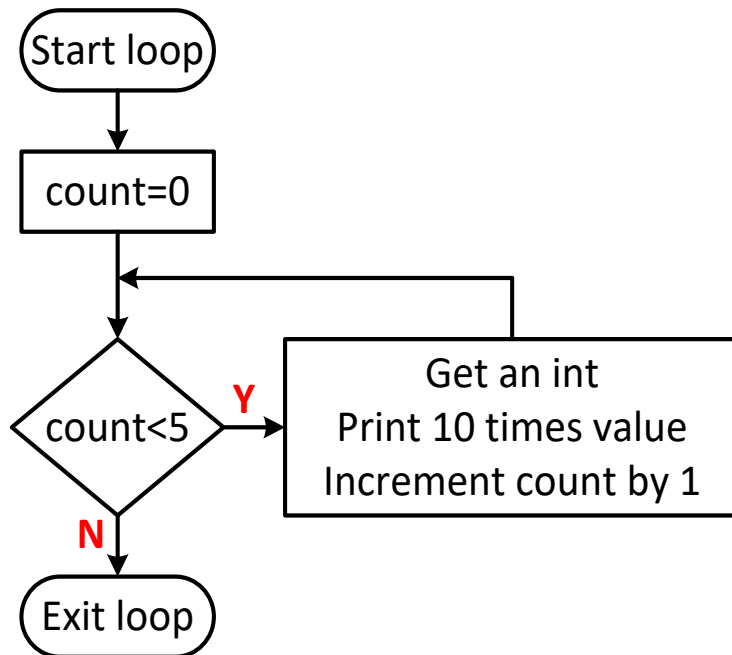 Start loop
count=0
count<5
Y
Get an int
Print 10 times value
Increment count by 1
N
Exit loop